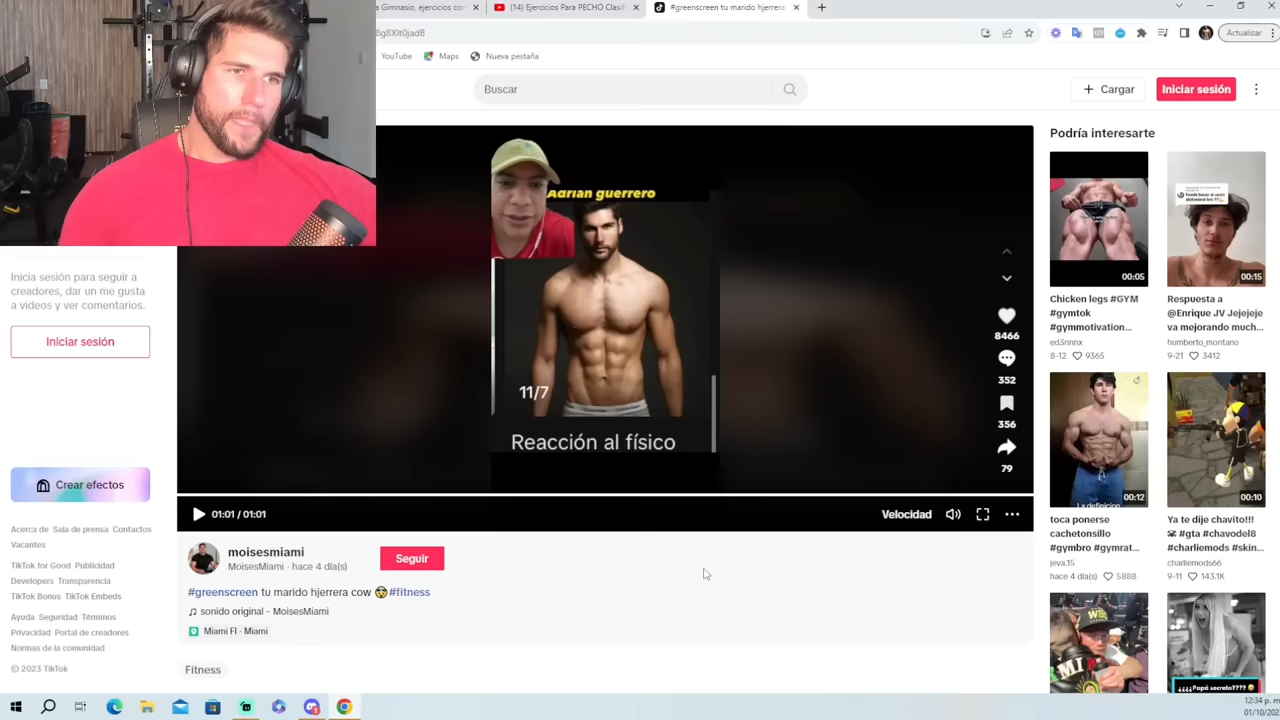 a Gimnasio, ejercicios con
(14) Ejercicios Para PECHO Clasif
#greenscreen tu marido hjerrera
8g8Xlt0jadB
Actualizar
YouTube
Maps
Nueva pestaña
Buscar
Cargar
Iniciar sesión
Inicia sesión para seguir a
creadores, dar un me gusta
a videos y ver comentarios.
Iniciar sesión
Crear efectos
Acerca de Sala de prensa Contactos
Vacantes
TikTok for Good Publicidad
Developers Transparencia
TikTok Bonus TikTok Embeds
Ayuda Seguridad Términos
Privacidad Portal de creadores
Normas de la comunidad
© 2023 TikTok
Adrian guerrero
11/7
Reacción al físico
8466
352
356
79
01:01 / 01:01
Velocidad
moisesmiami
MoisesMiami · hace 4 día(s)
Seguir
#greenscreen tu marido hjerrera cow 🤯#fitness
sonido original - MoisesMiami
Miami Fl · Miami
Fitness
Podría interesarte
00:05
Chicken legs #GYM
#gymtok
#gymmotivation...
ed3nnnx
8-12 9365
00:15
Respuesta a
@Enrique JV Jejejeje
va mejorando much...
humberto_montano
9-21 3412
La definicion
00:12
toca ponerse
cachetonsillo
#gymbro #gymrat...
jeva.15
hace 4 día(s) 5888
00:10
Ya te dije chavito!!!
#gta #chavodel8
#charliemods #skin...
charliemods66
9-11 143.1K
¿¿¿¿Papó secreto????
12:34 p. m
01/10/202